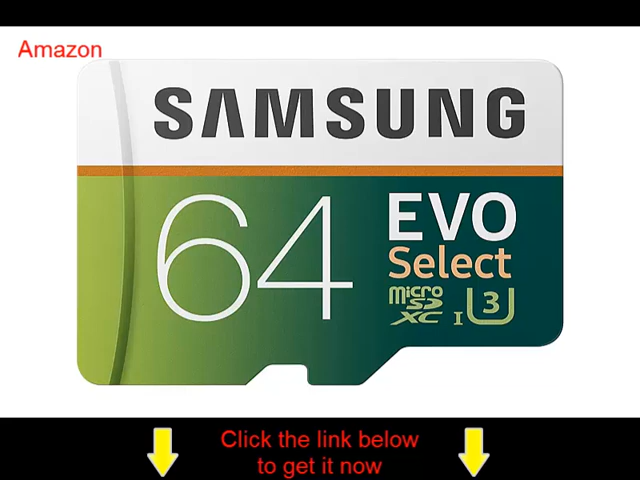 Amazon
SAMSUNG
64
EVO
Select
micro
SD
XC I 3
Click the link below
to get it now